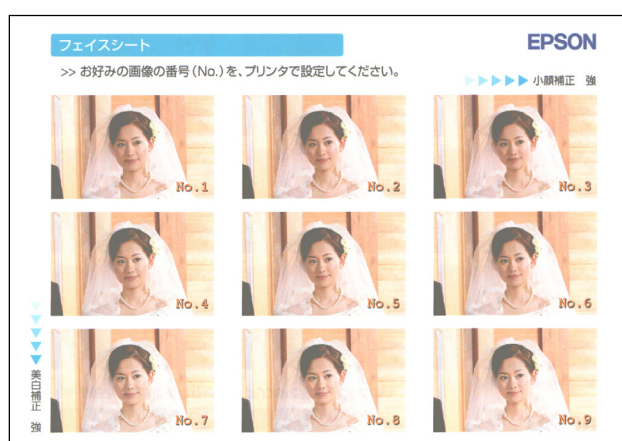 フェイスシート
EPSON
>> お好みの画像の番号(No.)を、プリンタで設定してください。
小顔補正 強
No.1
No.2
No.3
No.4
No.5
No.6
No.7
No.8
No.9
美白補正 強